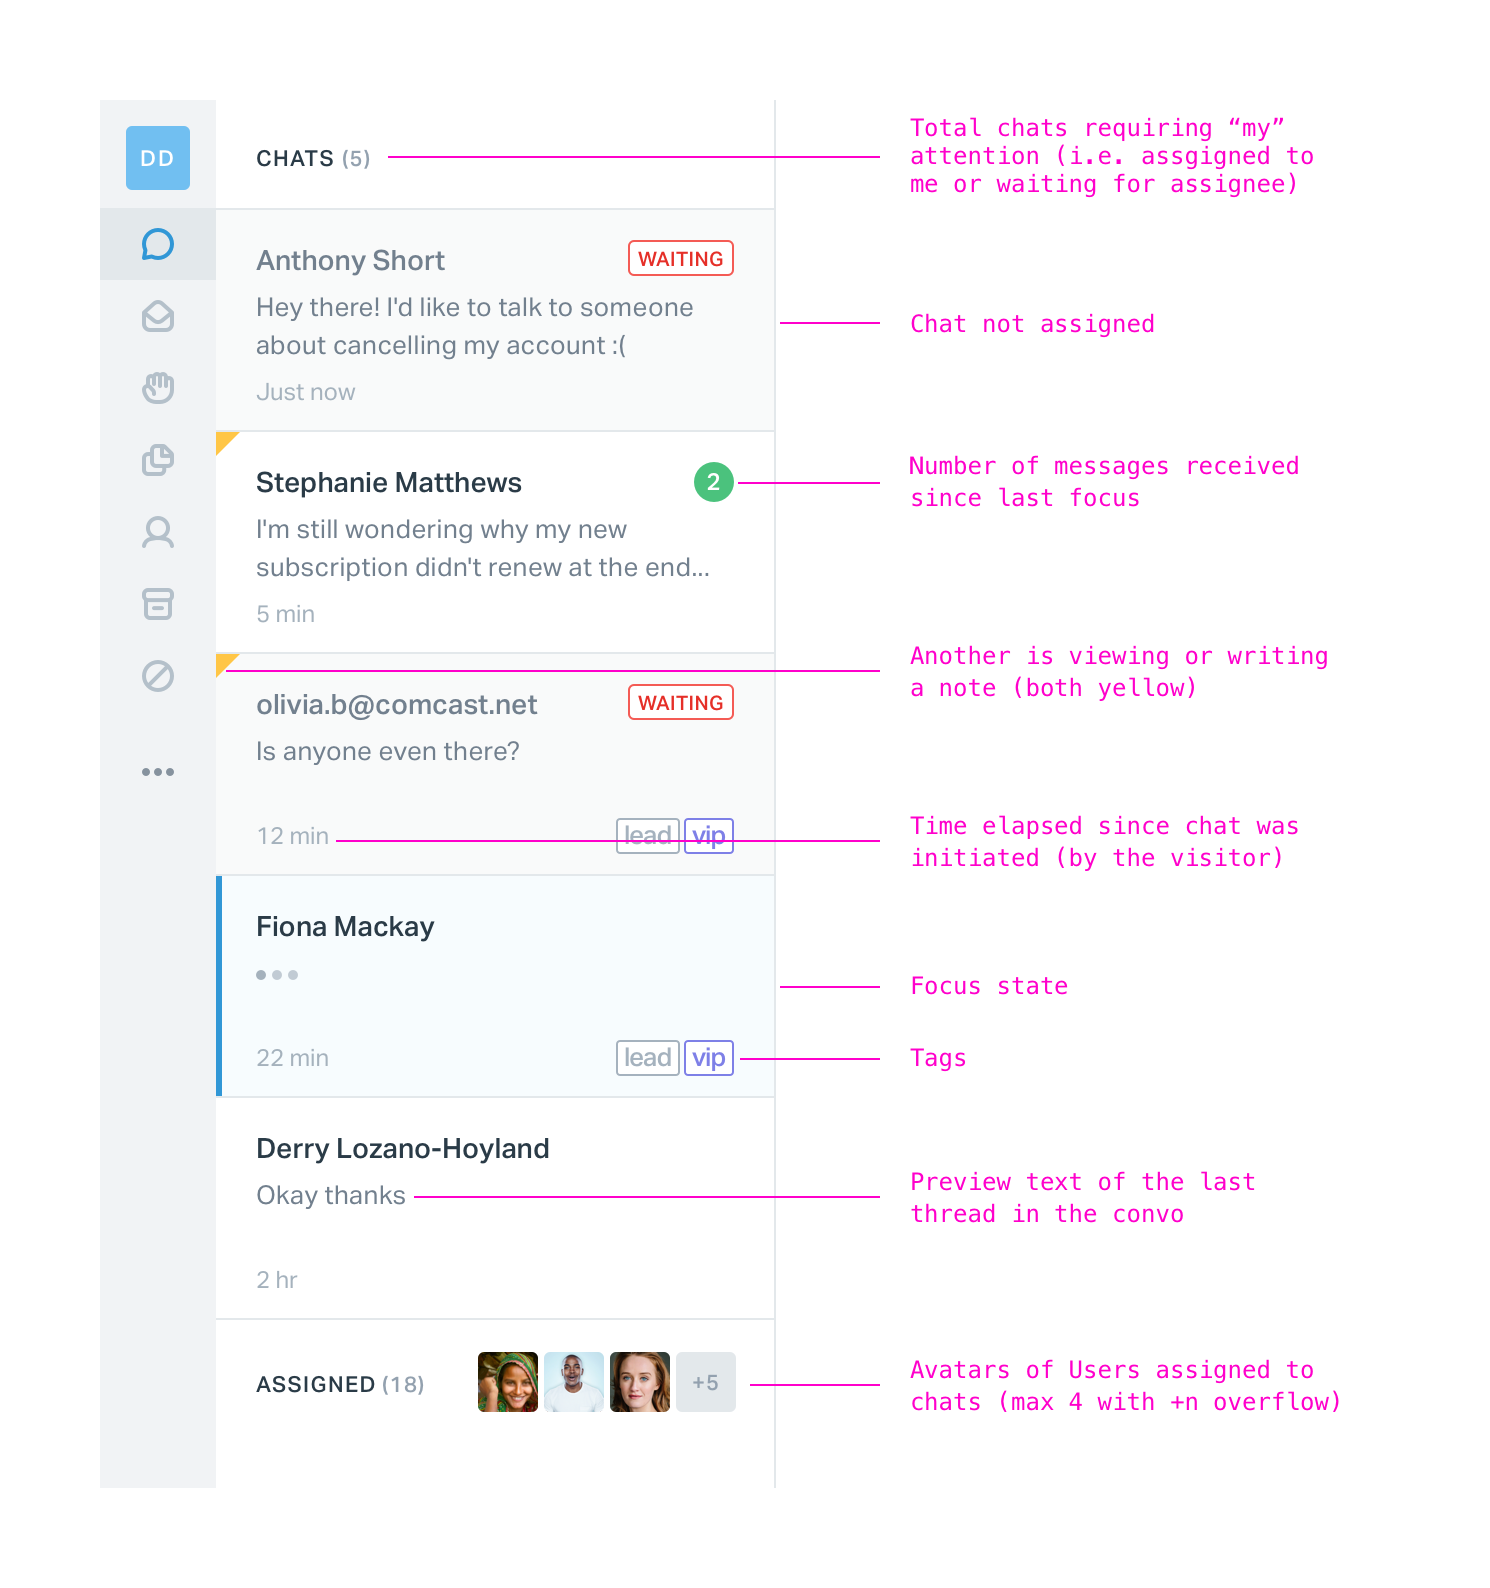 DD
CHATS (5)
Total chats requiring “my”
attention (i.e. assgigned to
me or waiting for assignee)
Anthony Short
WAITING
Hey there! I'd like to talk to someone
about cancelling my account :(
Just now
Chat not assigned
Stephanie Matthews
2
I'm still wondering why my new
subscription didn't renew at the end...
5 min
Number of messages received
since last focus
Another is viewing or writing
a note (both yellow)
olivia.b@comcast.net
WAITING
Is anyone even there?
12 min
lead
vip
Time elapsed since chat was
initiated (by the visitor)
Fiona Mackay
22 min
lead
vip
Focus state
Tags
Derry Lozano-Hoyland
Okay thanks
2 hr
Preview text of the last
thread in the convo
ASSIGNED (18)
+5
Avatars of Users assigned to
chats (max 4 with +n overflow)